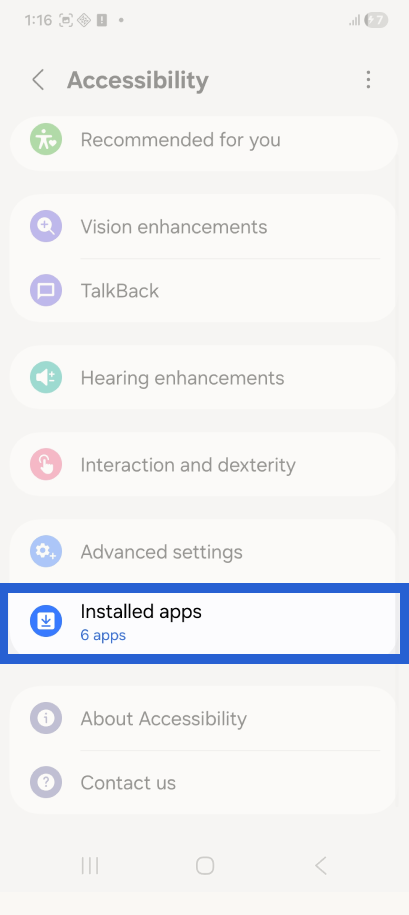 1:16
7
Accessibility
Recommended for you
Vision enhancements
TalkBack
Hearing enhancements
Interaction and dexterity
Advanced settings
Installed apps
6 apps
About Accessibility
Contact us